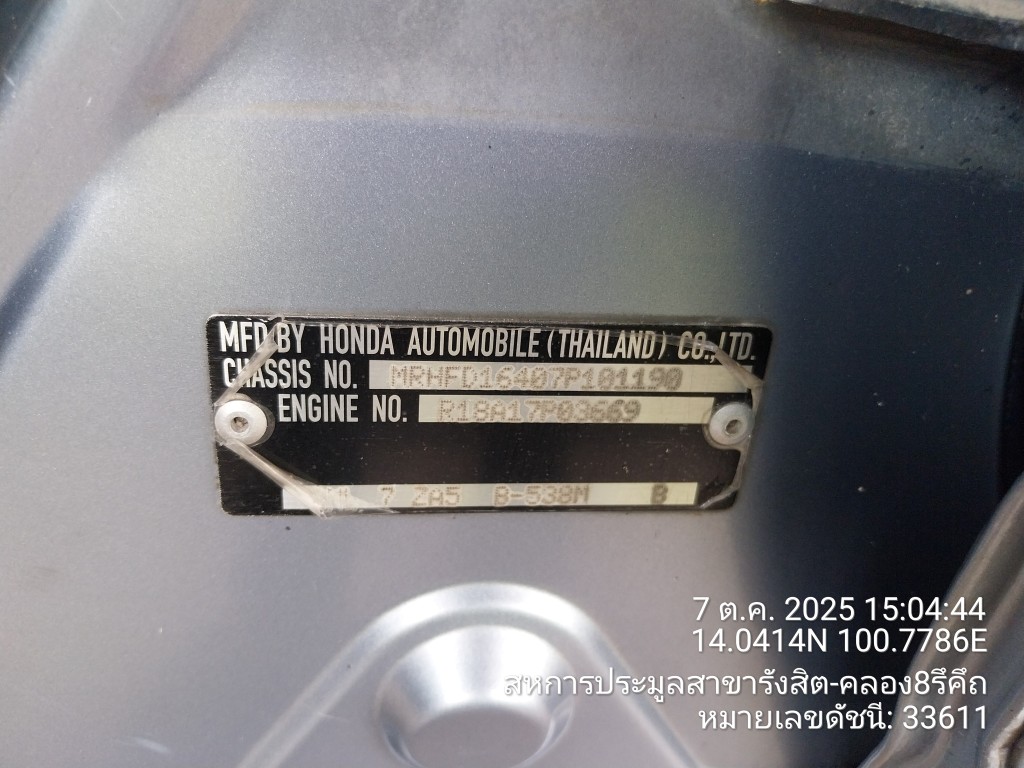 MFD BY HONDA AUTOMOBILE (THAILAND) CO., LTD.
CHASSIS NO. MRHFD16407P101190
ENGINE NO. R18A17P03669
7 ZA5 B-538M B
7 ต.ค. 2025 15:04:44
14.0414N 100.7786E
สหการประมูลสาขารังสิต-คลอง8รึคึถ
หมายเลขดัชนี: 33611